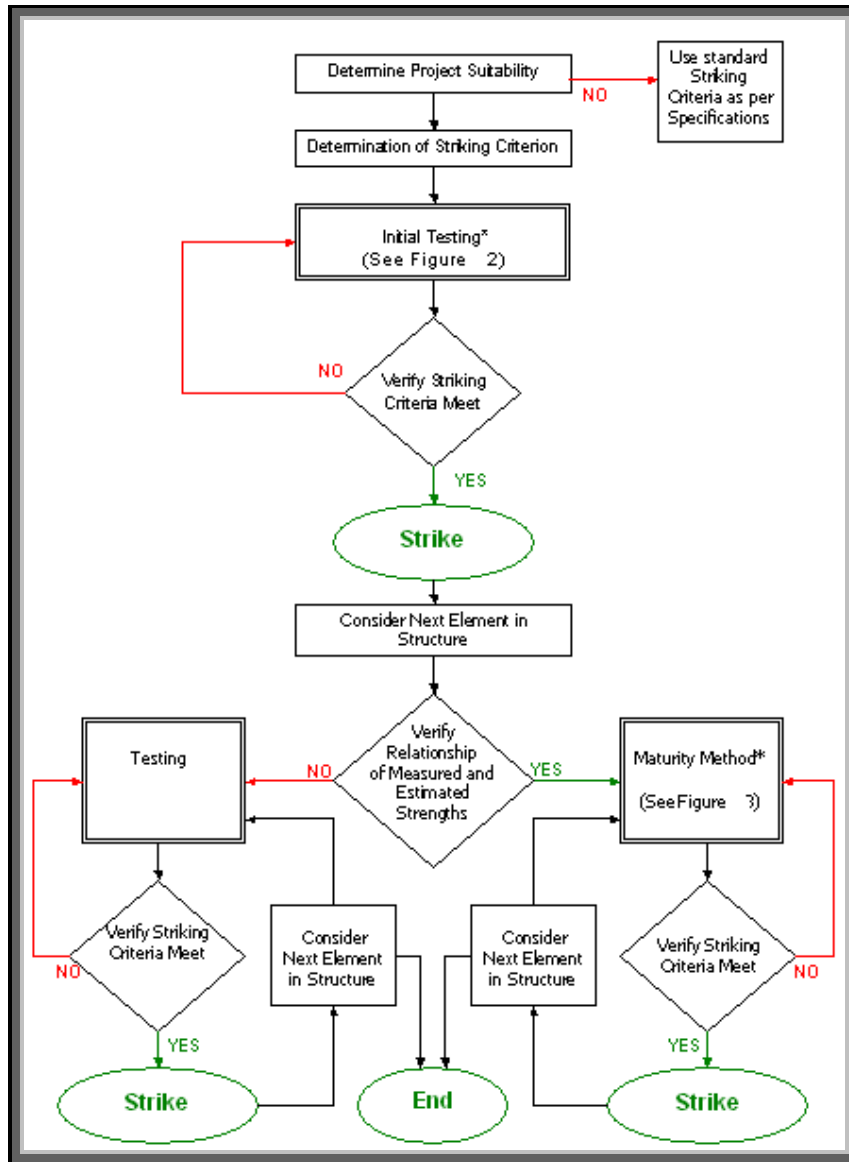 Determine Project Suitability
NO
Use standard
Striking
Criteria as per
Specifications
Determination of Striking Criterion
Initial Testing*
(See Figure 2)
NO
Verify Striking
Criteria Meet
YES
Strike
Consider Next Element in
Structure
Testing
NO
Verify
Relationship
of Measured and
Estimated
Strengths
YES
Maturity Method*
(See Figure 3)
Verify Striking
Criteria Meet
NO
Consider
Next Element
in Structure
Consider
Next Element
in Structure
Verify Striking
Criteria Meet
NO
YES
YES
Strike
End
Strike